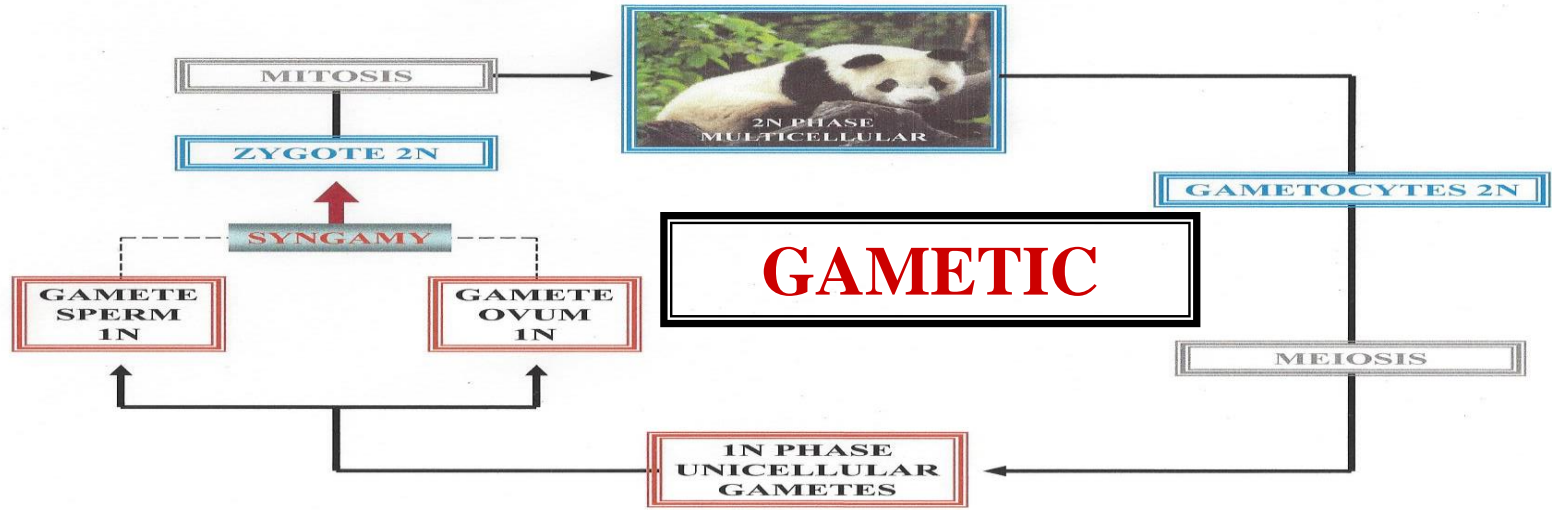 MITOSIS
2N PHASE
MULTICELLULAR
ZYGOTE 2N
GAMETOCYTES 2N
SYNGAMY
GAMETIC
GAMETE
SPERM
1N
GAMETE
OVUM
1N
MEIOSIS
1N PHASE
UNICELLULAR
GAMETES